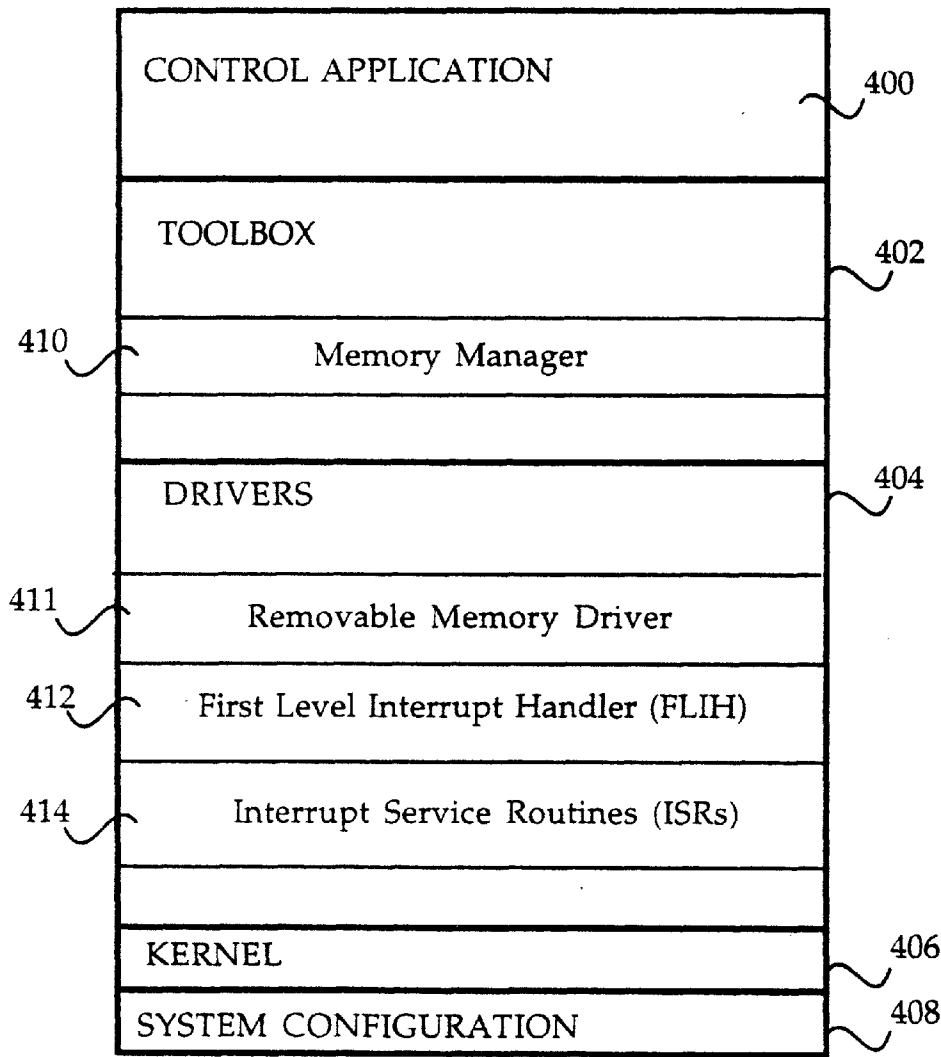 CONTROL APPLICATION
400
TOOLBOX
402
410
Memory Manager
DRIVERS
404
411
Removable Memory Driver
412
First Level Interrupt Handler (FLIH)
414
Interrupt Service Routines (ISRs)
KERNEL
406
SYSTEM CONFIGURATION
408